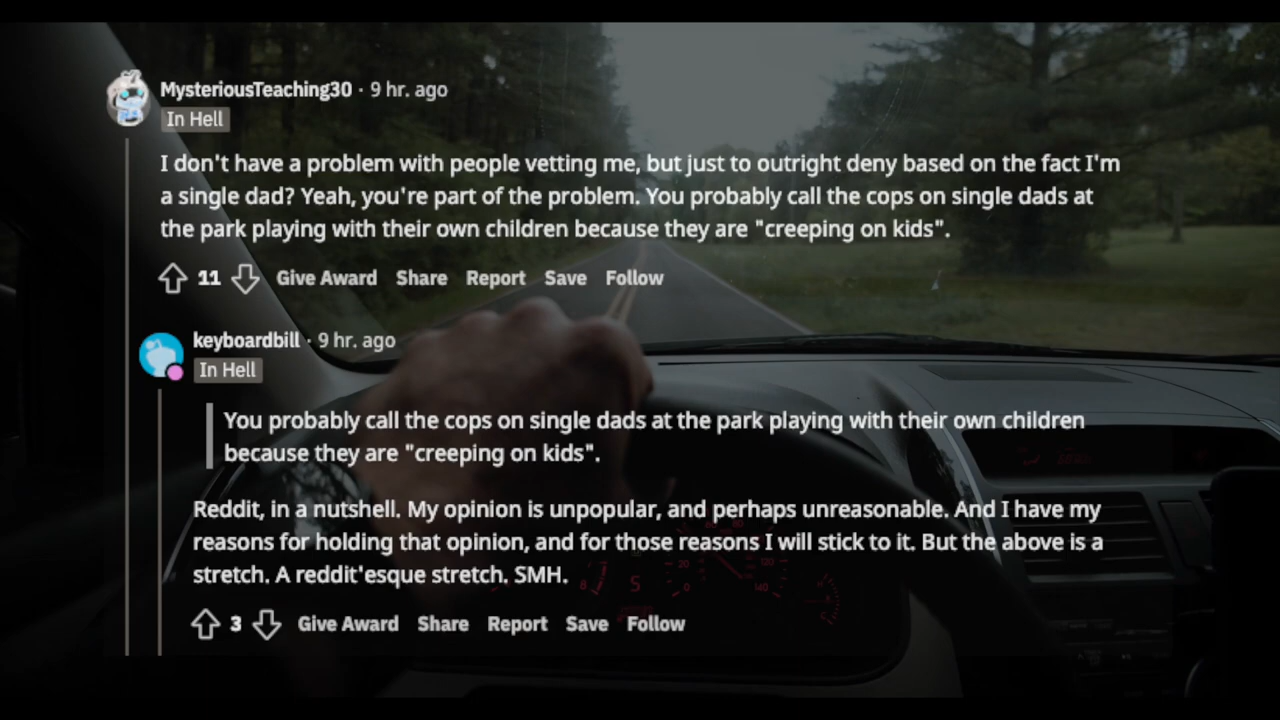 MysteriousTeaching30 · 9 hr. ago
In Hell
I don't have a problem with people vetting me, but just to outright deny based on the fact I'm
a single dad? Yeah, you're part of the problem. You probably call the cops on single dads at
the park playing with their own children because they are "creeping on kids".
11 Give Award Share Report Save Follow
keyboardbill · 9 hr. ago
In Hell
You probably call the cops on single dads at the park playing with their own children
because they are "creeping on kids".
Reddit, in a nutshell. My opinion is unpopular, and perhaps unreasonable. And I have my
reasons for holding that opinion, and for those reasons I will stick to it. But the above is a
stretch. A reddit'esque stretch. SMH.
3 Give Award Share Report Save Follow